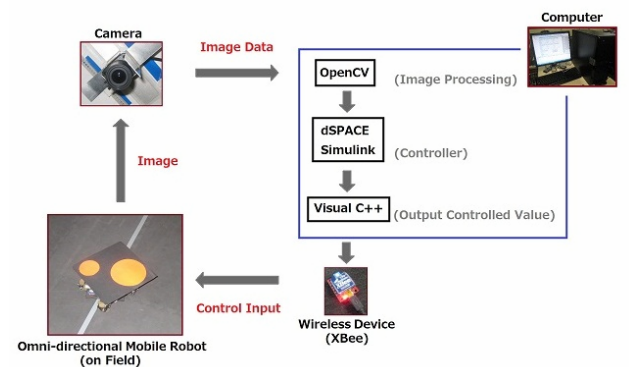 Computer
Camera
Image Data
OpenCV
(Image Processing)
dSPACE
Simulink
(Controller)
Image
Visual C++
(Output Controlled Value)
Control Input
Wireless Device
(XBee)
Omni-directional Mobile Robot
(on Field)